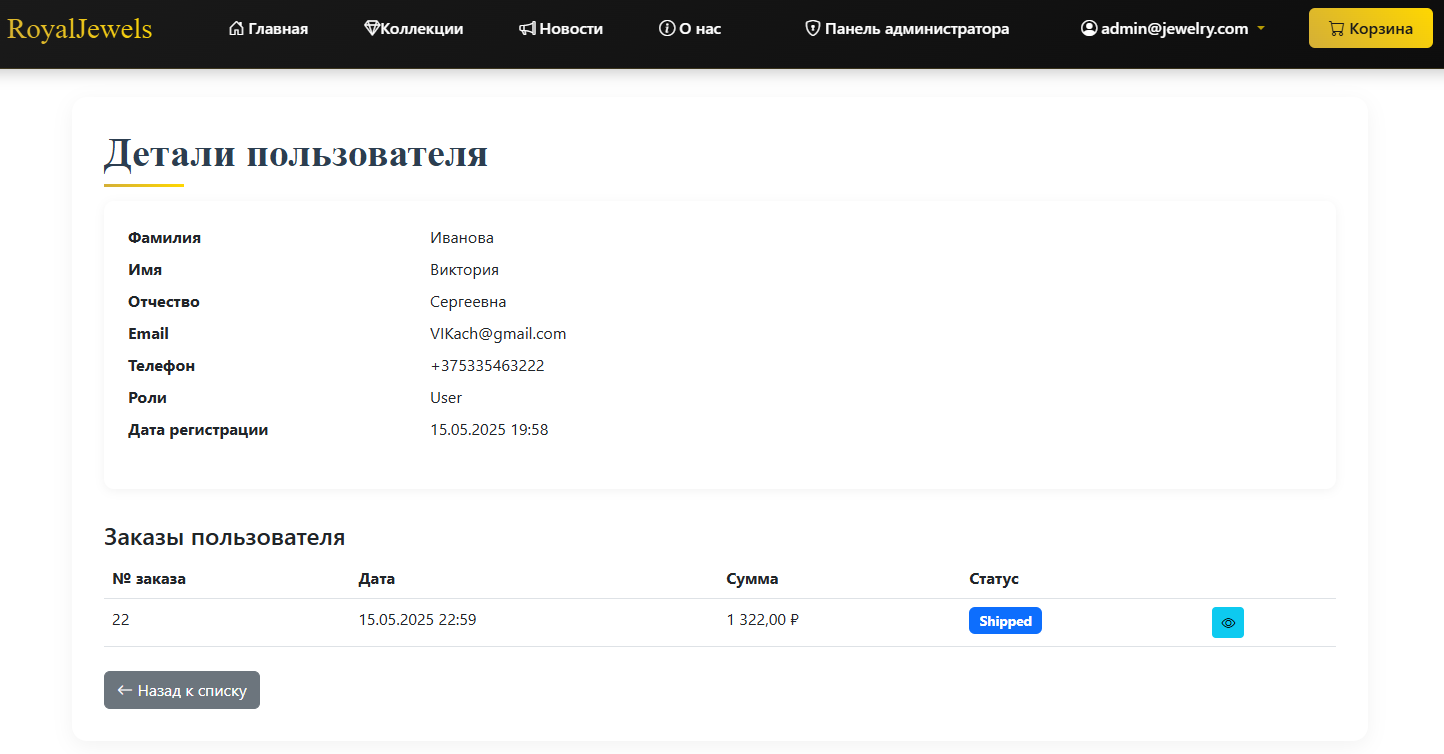 RoyalJewels Главная Коллекции Новости О нас Панель администратора admin@jewelry.com Корзина
Детали пользователя
Фамилия Иванова
Имя Виктория
Отчество Сергеевна
Email VIKach@gmail.com
Телефон +375335463222
Роли User
Дата регистрации 15.05.2025 19:58
Заказы пользователя
№ заказа Дата Сумма Статус
22 15.05.2025 22:59 1 322,00 ₽ Shipped
← Назад к списку